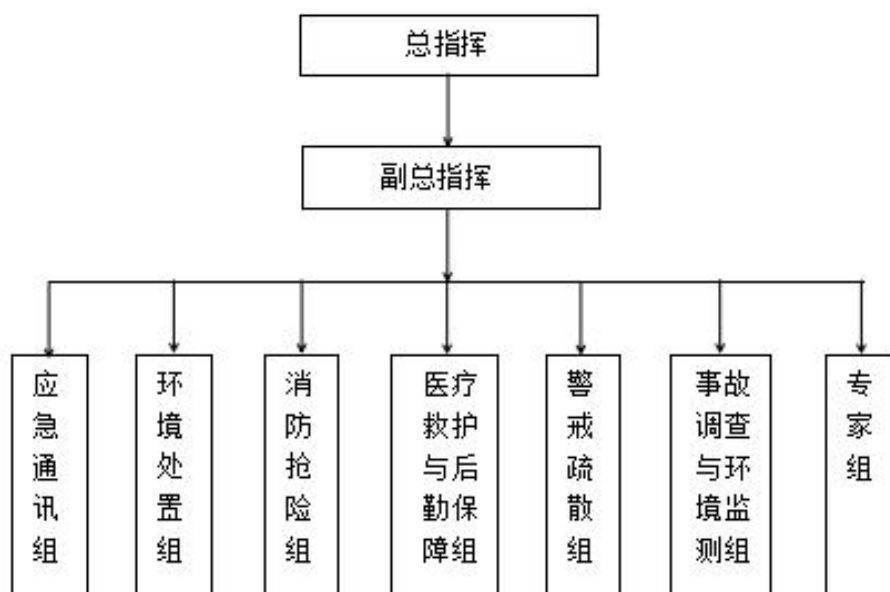 总指挥
副总指挥
应
急
通
讯
组
环
境
处
置
组
消
防
抢
险
组
医疗
救护
与后
勤保
障组
警
戒
疏
散
组
事故
调查
与环
境监
测组
专
家
组